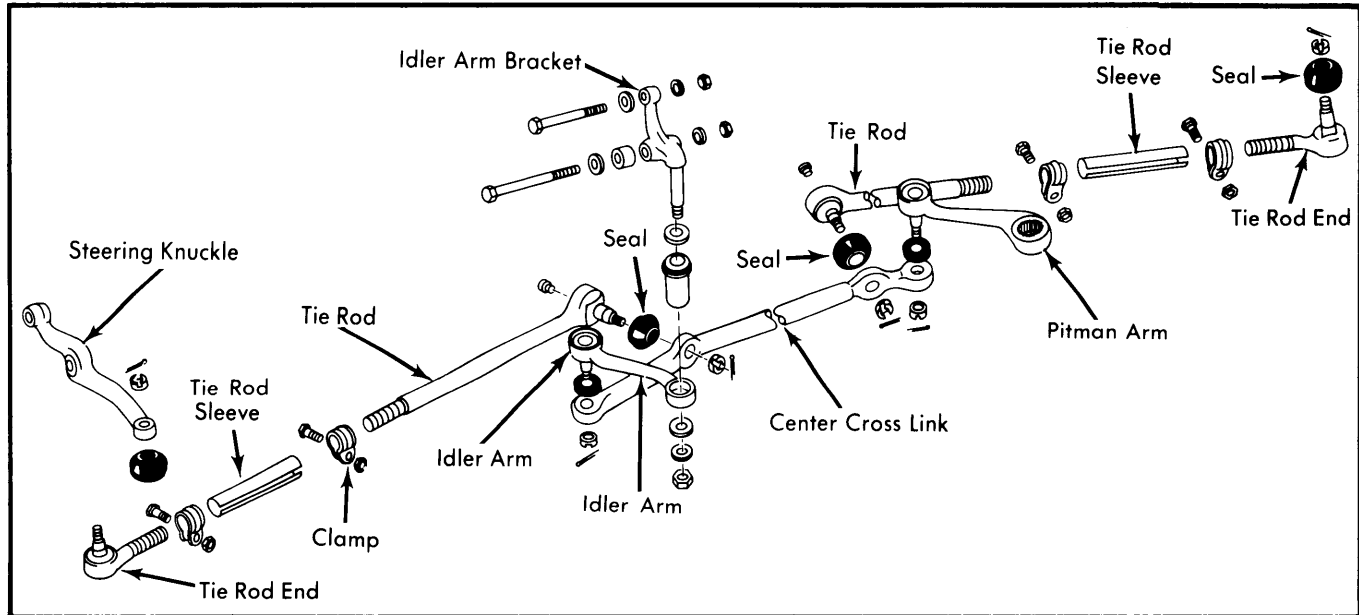 Idler Arm Bracket
Tie Rod
Sleeve
Seal
Tie Rod
Tie Rod End
Steering Knuckle
Seal
Seal
Tie Rod
Pitman Arm
Tie Rod
Sleeve
Idler Arm
Center Cross Link
Idler Arm
Clamp
Tie Rod End